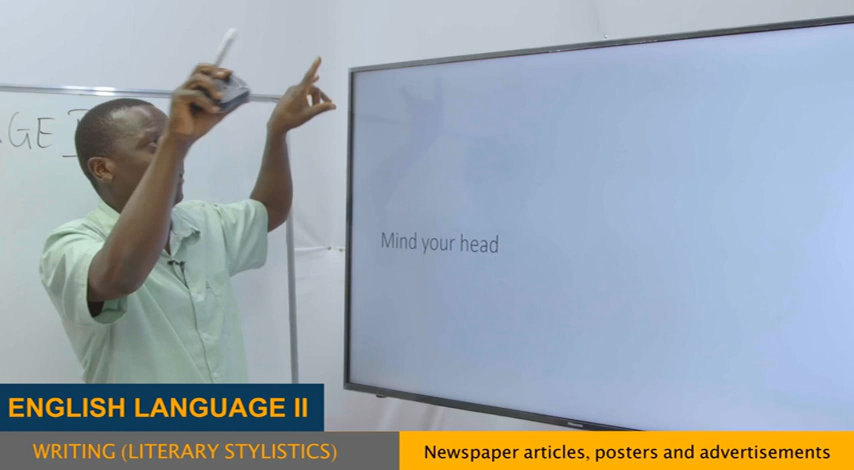 Mind your head
ENGLISH LANGUAGE II
WRITING (LITERARY STYLISTICS)
Newspaper articles, posters and advertisements